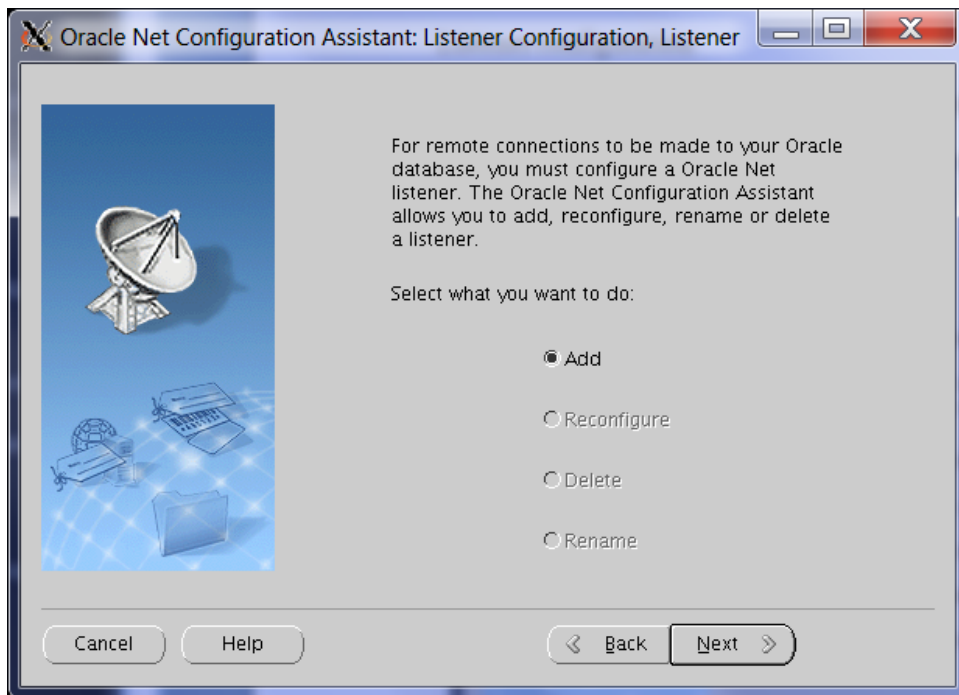 Oracle Net Configuration Assistant: Listener Configuration, Listener
For remote connections to be made to your Oracle
database, you must configure a Oracle Net
listener. The Oracle Net Configuration Assistant
allows you to add, reconfigure, rename or delete
a listener.
Select what you want to do:
Add
Reconfigure
Delete
Rename
Cancel
Help
Back
Next